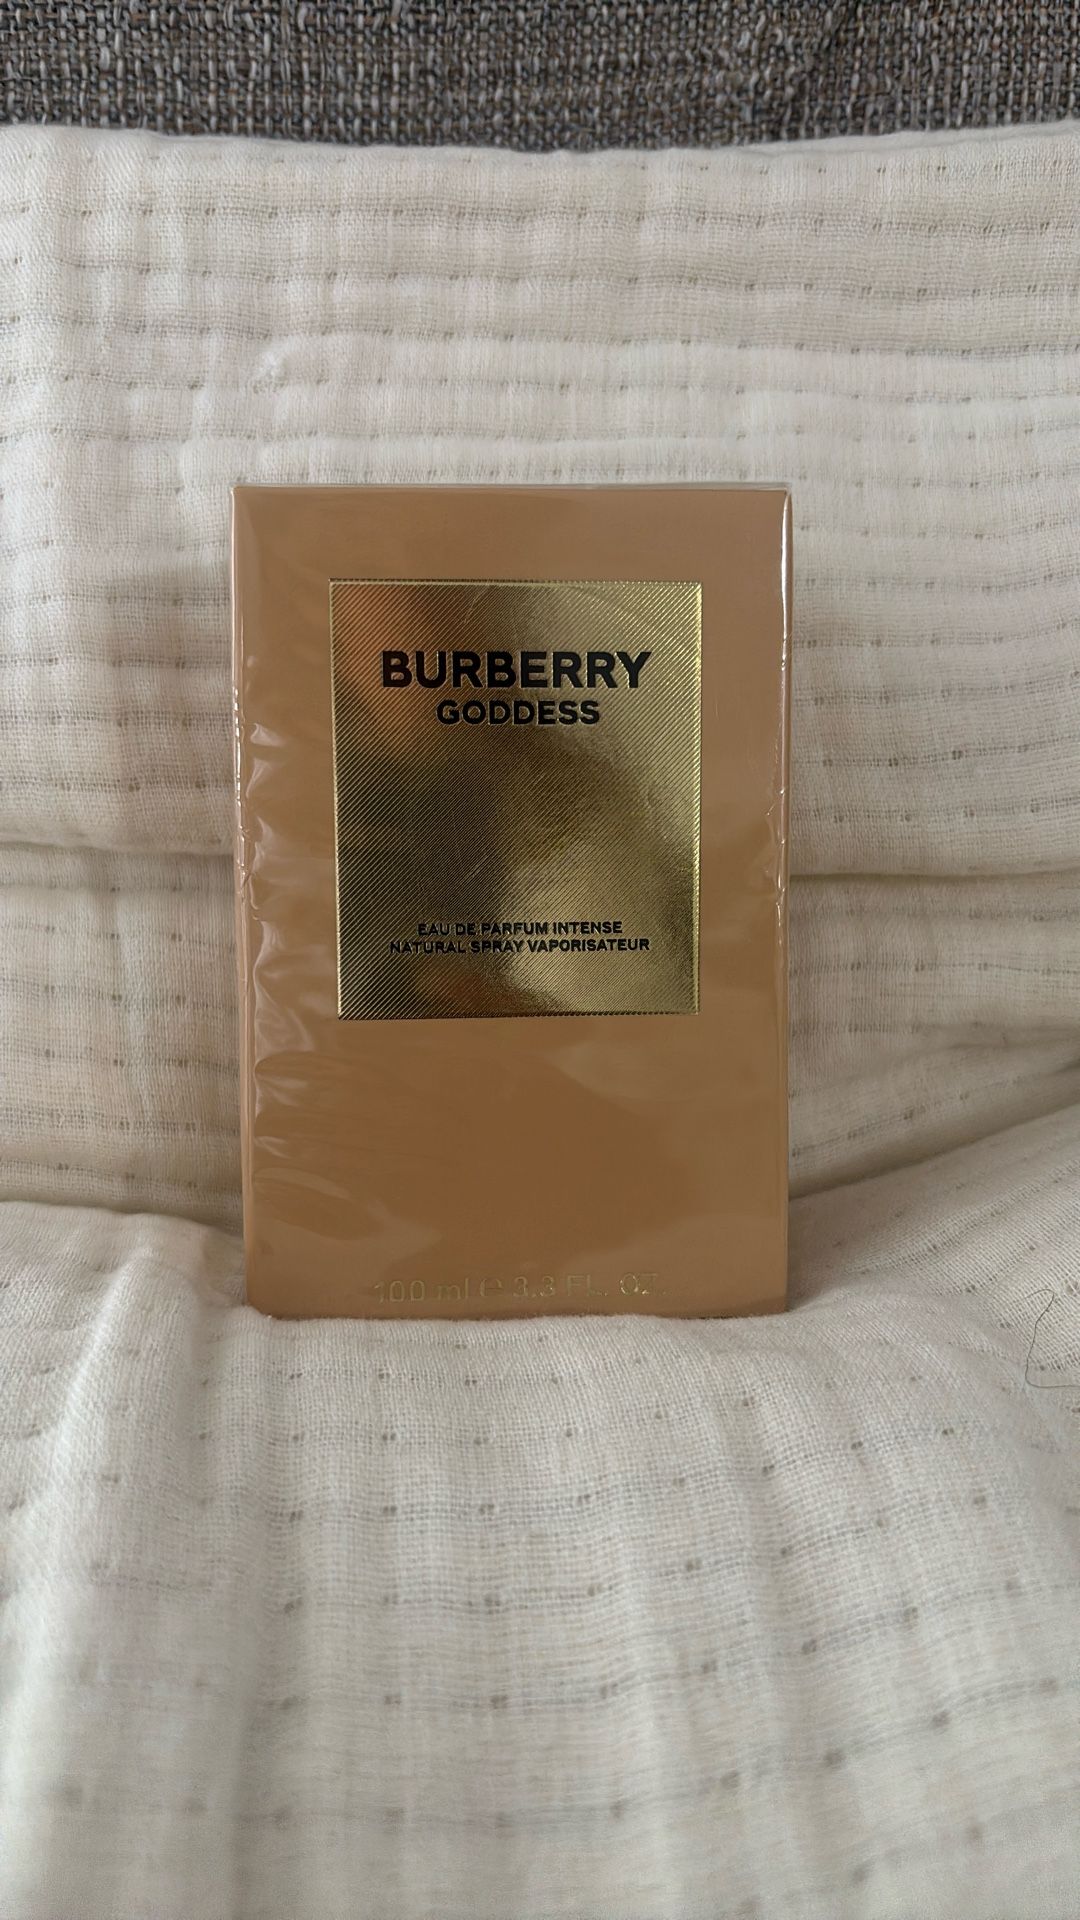 BURBERRY
GODDESS
EAU DE PARFUM INTENSE
NATURAL SPRAY VAPORISATEUR
100 ml ℮ 3.3 FL. OZ.